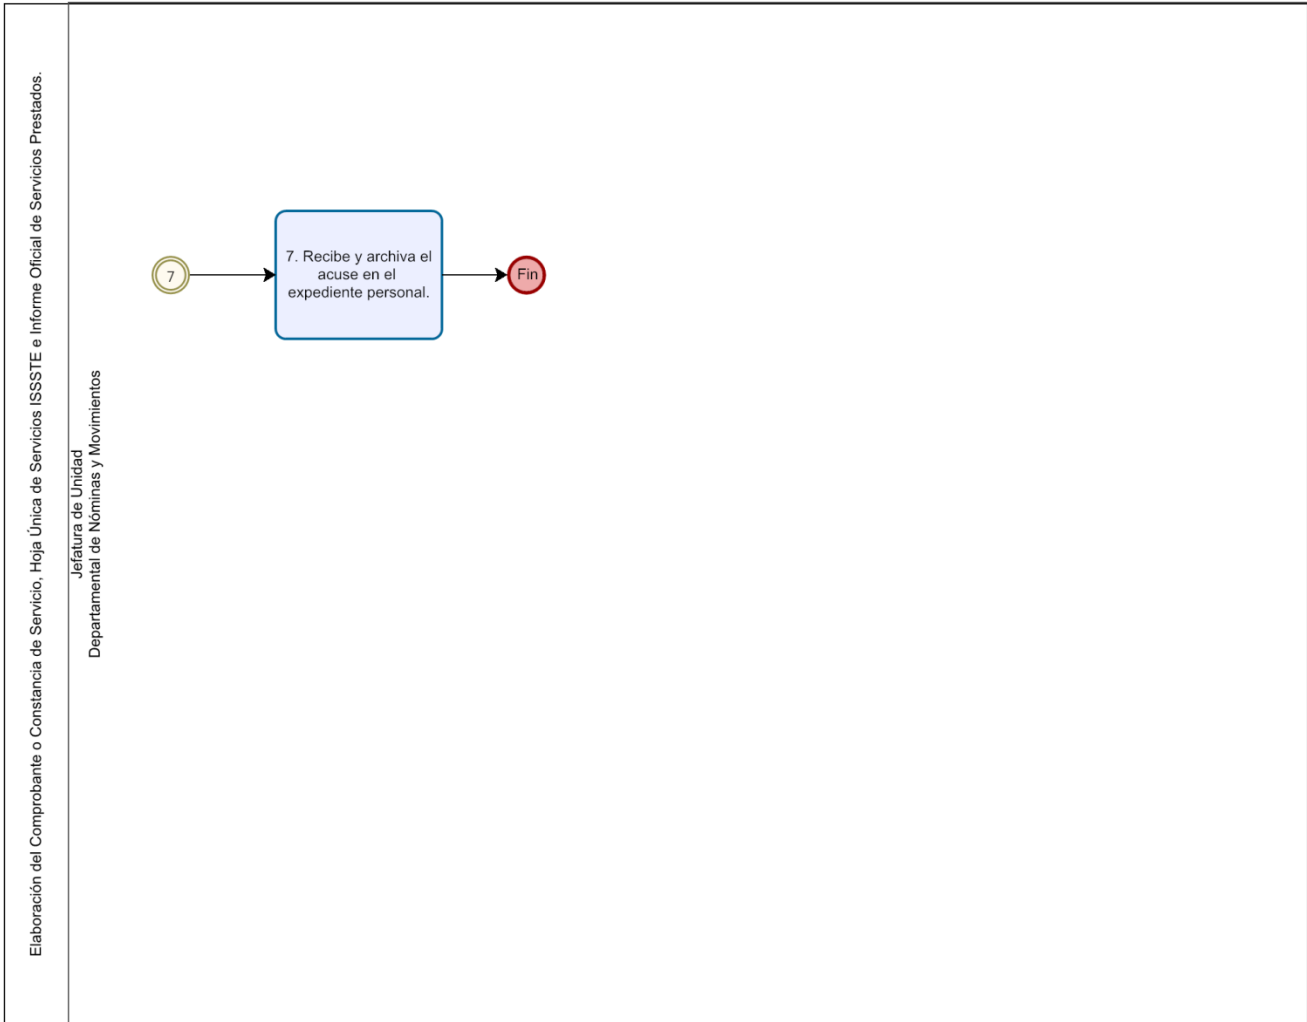 Elaboración del Comprobante o Constancia de Servicio, Hoja Única de Servicios ISSSTE e Informe Oficial de Servicios Prestados.
Jefatura de Unidad
Departamental de Nóminas y Movimientos
7
7. Recibe y archiva el
acuse en el
expediente personal.
Fin